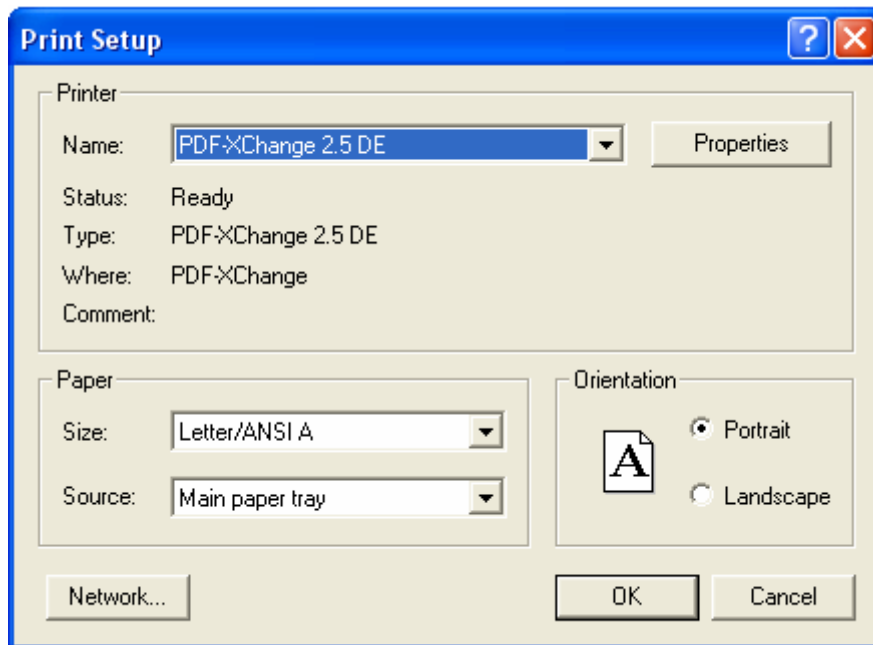 Print Setup
Printer
Name: PDF-XChange 2.5 DE Properties
Status: Ready
Type: PDF-XChange 2.5 DE
Where: PDF-XChange
Comment:
Paper
Size: Letter/ANSI A
Source: Main paper tray
Orientation
A
Portrait
Landscape
Network... OK Cancel